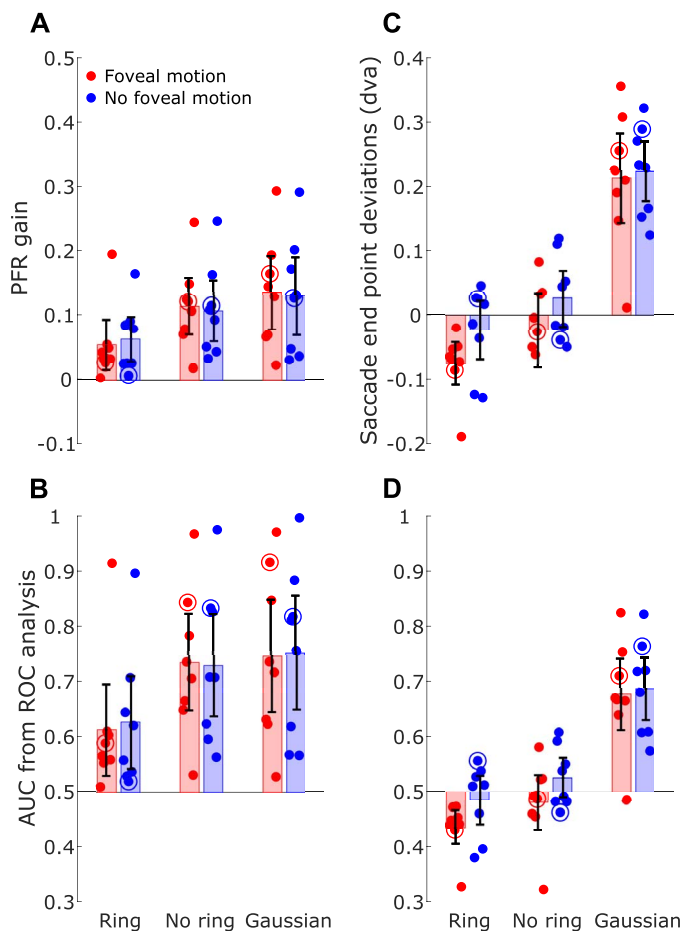 A
C
0.5
0.4
Foveal motion
No foveal motion
0.4
0.3
0.3
0.2
0.2
0.1
0.1
0
0
-0.1
-0.1
-0.2
PFR gain
Saccade end point deviations (dva)
B
D
1
1
0.9
0.9
0.8
0.8
0.7
0.7
0.6
0.6
0.5
0.5
0.4
0.4
0.3
0.3
AUC from ROC analysis
Ring No ring Gaussian
Ring No ring Gaussian